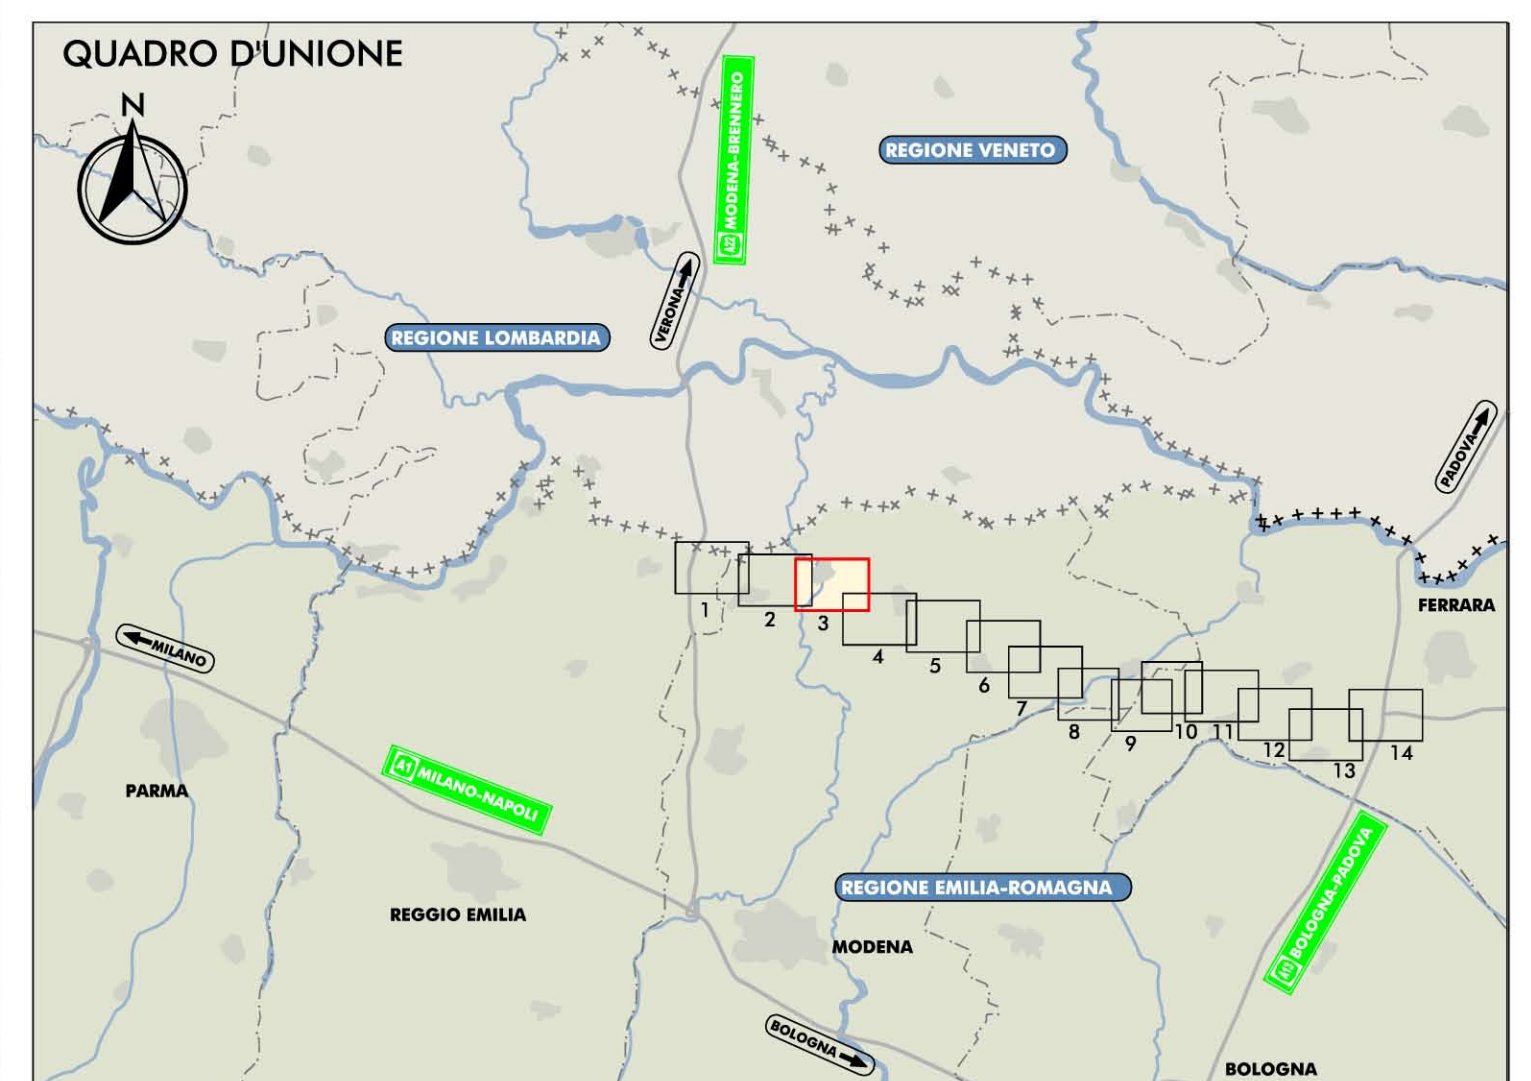 QUADRO D'UNIONE
N
A22 MODENA-BRENNERO
REGIONE VENETO
VERONA
REGIONE LOMBARDIA
PADOVA
FERRARA
1
2
3
4
5
6
7
8
9
10
11
12
13
14
MILANO
PARMA
A1 MILANO-NAPOLI
REGGIO EMILIA
REGIONE EMILIA-ROMAGNA
MODENA
A13 BOLOGNA-PADOVA
BOLOGNA
BOLOGNA